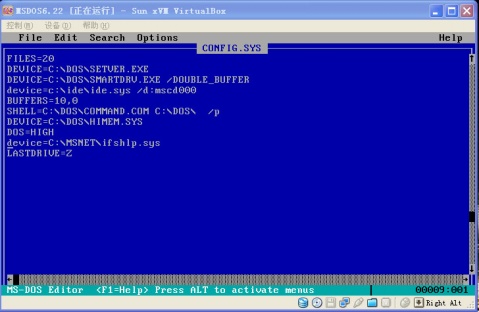 MSDOS6.22 [正在运行] - Sun xVM VirtualBox
控制(M) 设备(D) 帮助(H)
File Edit Search Options Help
CONFIG.SYS
FILES=20
DEVICE=C:\DOS\SETVER.EXE
DEVICE=C:\DOS\SMARTDRV.EXE /DOUBLE_BUFFER
device=c:\ide\ide.sys /d:mscd000
BUFFERS=10,0
SHELL=C:\DOS\COMMAND.COM C:\DOS\ /p
DEVICE=C:\DOS\HIMEM.SYS
DOS=HIGH
device=C:\MSNET\ifshlp.sys
LASTDRIVE=Z
MS-DOS Editor <F1=Help> Press ALT to activate menus 00009:001
Right Alt